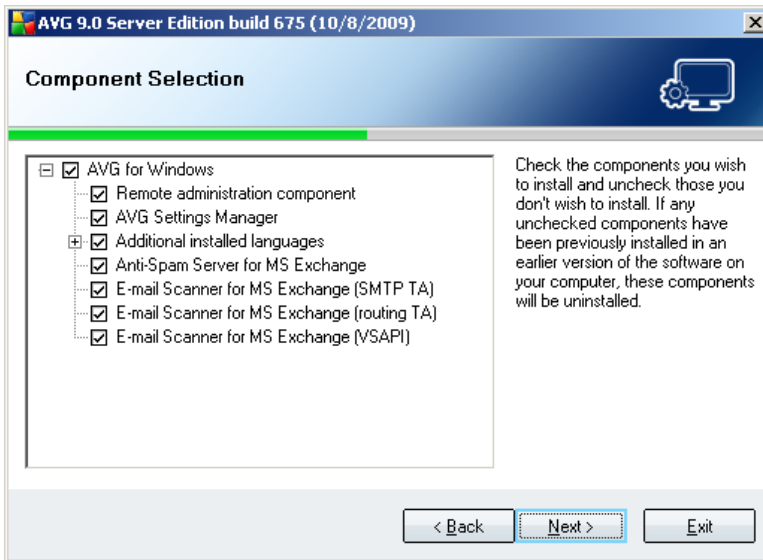 AVG 9.0 Server Edition build 675 (10/8/2009)
Component Selection
AVG for Windows
Remote administration component
AVG Settings Manager
Additional installed languages
Anti-Spam Server for MS Exchange
E-mail Scanner for MS Exchange (SMTP TA)
E-mail Scanner for MS Exchange (routing TA)
E-mail Scanner for MS Exchange (VSAPI)
Check the components you wish
to install and uncheck those you
don't wish to install. If any
unchecked components have
been previously installed in an
earlier version of the software on
your computer, these components
will be uninstalled.
< Back
Next >
Exit